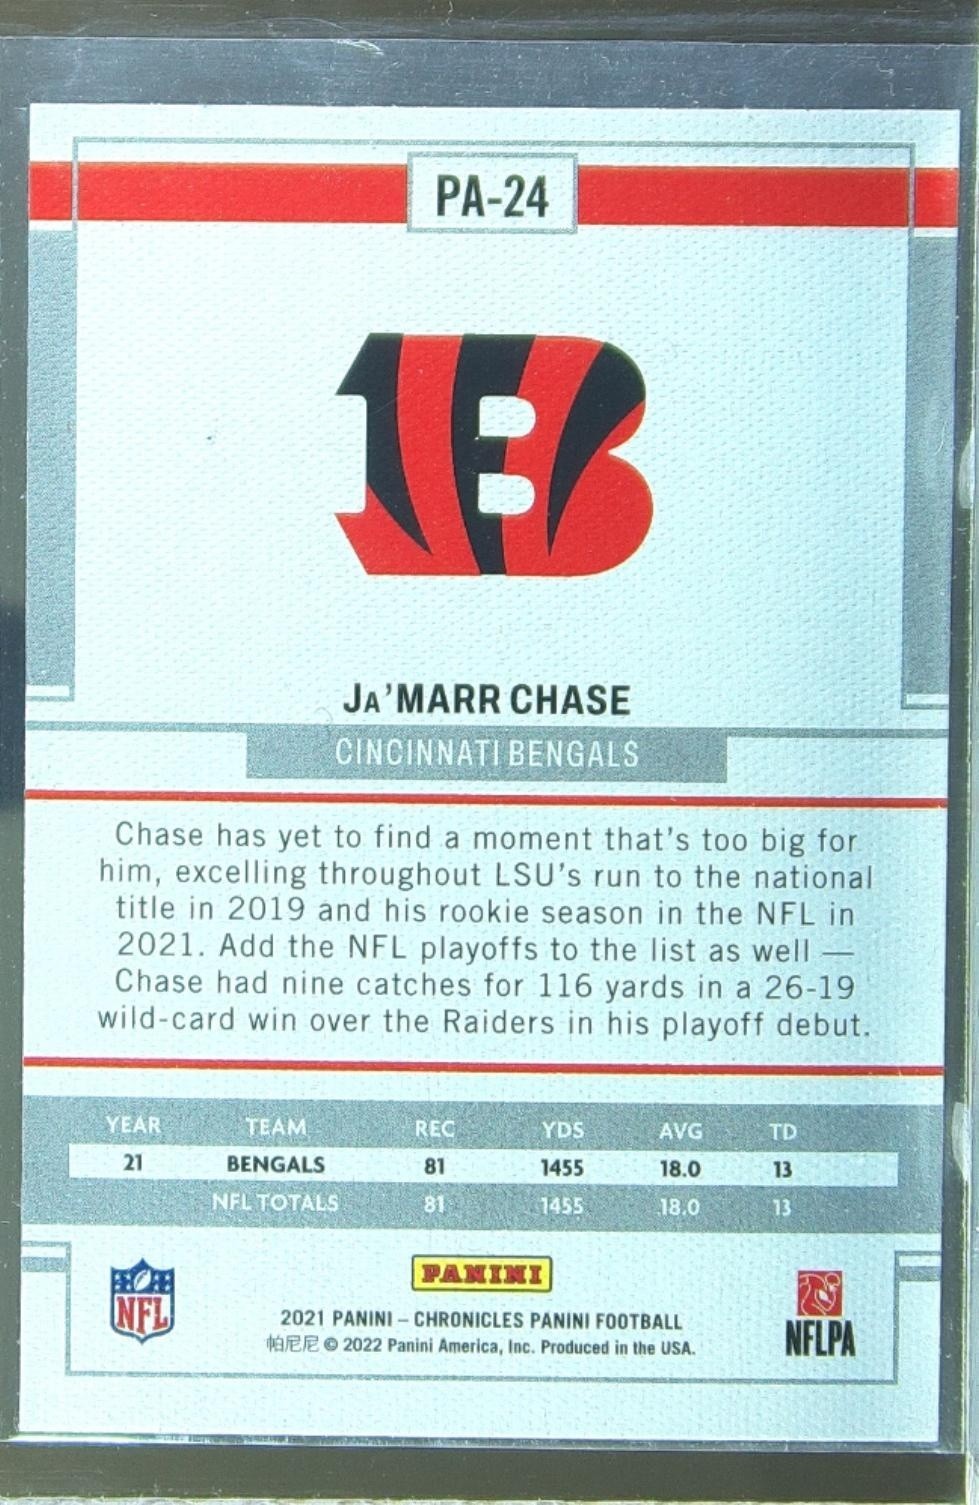 PA-24
JA'MARR CHASE
CINCINNATI BENGALS
Chase has yet to find a moment that's too big for
him, excelling throughout LSU's run to the national
title in 2019 and his rookie season in the NFL in
2021. Add the NFL playoffs to the list as well —
Chase had nine catches for 116 yards in a 26-19
wild-card win over the Raiders in his playoff debut.
YEAR TEAM REC YDS AVG TD
21 BENGALS 81 1455 18.0 13
NFL TOTALS 81 1455 18.0 13
PANINI
NFL
2021 PANINI – CHRONICLES PANINI FOOTBALL
帕尼尼 © 2022 Panini America, Inc. Produced in the USA.
NFLPA